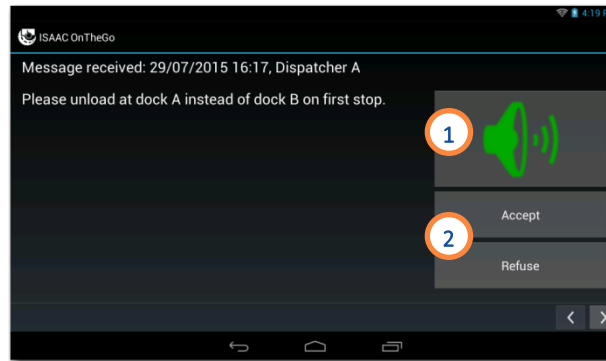 4:19 P
ISAAC OnTheGo
Message received: 29/07/2015 16:17, Dispatcher A
Please unload at dock A instead of dock B on first stop.
1
Accept
2
Refuse